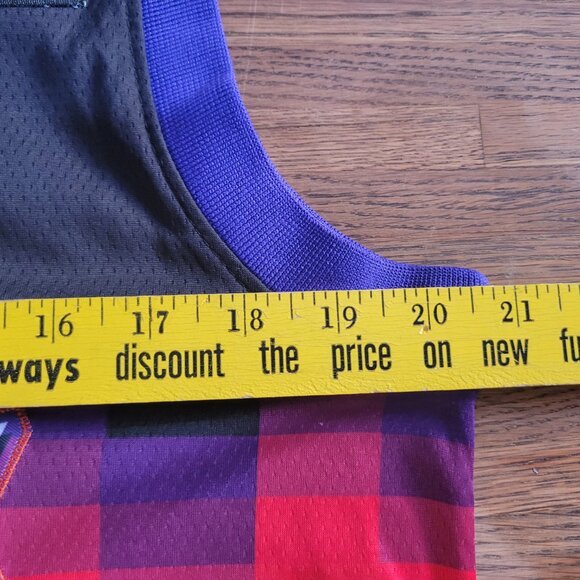 16 17 18 19 20 21
ways discount the price on new fu